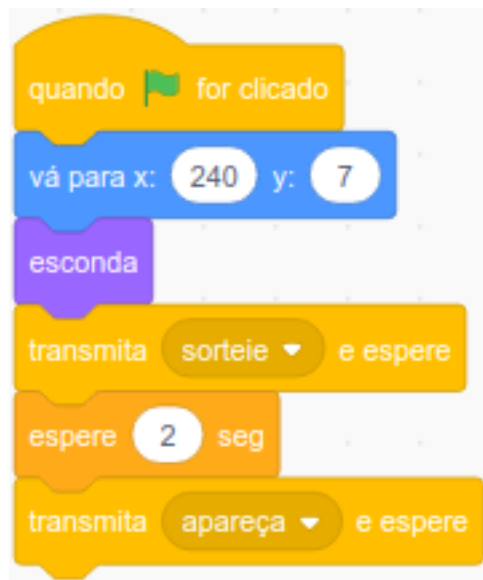 quando for clicado
vá para x: 240 y: 7
esconda
transmita sorteie e espere
espere 2 seg
transmita apareça e espere